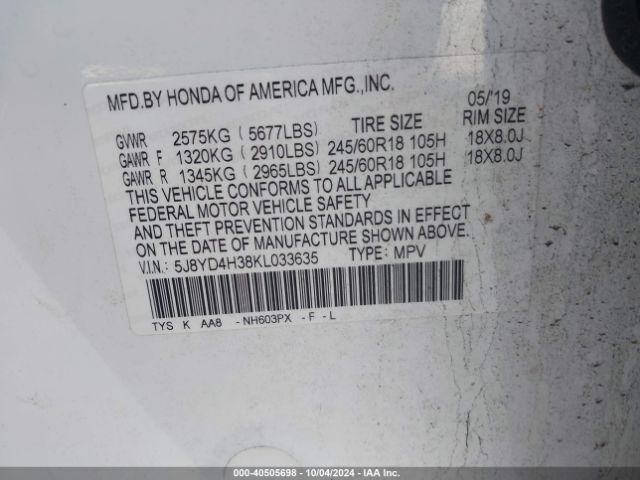 MFD.BY HONDA OF AMERICA MFG.,INC.
05/'19
TIRE SIZE RIM SIZE
GVWR 2575KG (5677LBS)
GAWR F 1320KG (2910LBS) 245/60R18 105H 18X8.0J
GAWR R 1345KG (2965LBS) 245/60R18 105H 18X8.0J
THIS VEHICLE CONFORMS TO ALL APPLICABLE
FEDERAL MOTOR VEHICLE SAFETY
AND THEFT PREVENTION STANDARDS IN EFFECT
ON THE DATE OF MANUFACTURE SHOWN ABOVE.
V.I.N.: 5J8YD4H38KL033635 TYPE: MPV
TYS K AA8 -NH603PX -F -L
000-40505698 - 10/04/2024 - IAA Inc.